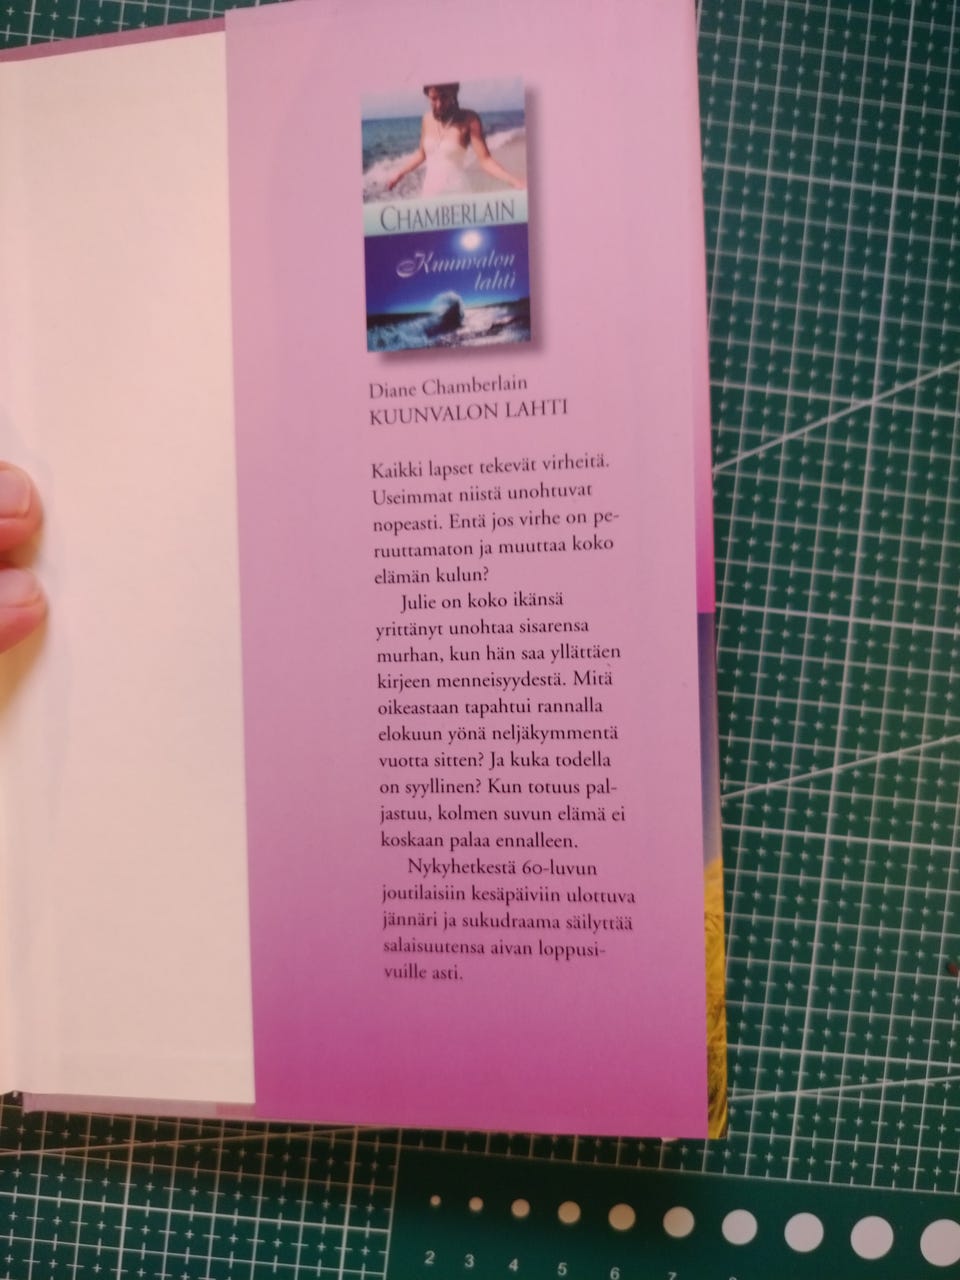 CHAMBERLAIN
Kuunvalon
lahti
Diane Chamberlain
KUUNVALON LAHTI
Kaikki lapset tekevät virheitä.
Useimmat niistä unohtuvat
nopeasti. Entä jos virhe on pe-
ruuttamaton ja muuttaa koko
elämän kulun?
Julie on koko ikänsä
yrittänyt unohtaa sisarensa
murhan, kun hän saa yllättäen
kirjeen menneisyydestä. Mitä
oikeastaan tapahtui rannalla
elokuun yönä neljäkymmentä
vuotta sitten? Ja kuka todella
on syyllinen? Kun totuus pal-
jastuu, kolmen suvun elämä ei
koskaan palaa ennalleen.
Nykyhetkestä 60-luvun
joutilaisiin kesäpäiviin ulottuva
jännäri ja sukudraama säilyttää
salaisuutensa aivan loppusi-
vuille asti.
2 3 4 5 6 7